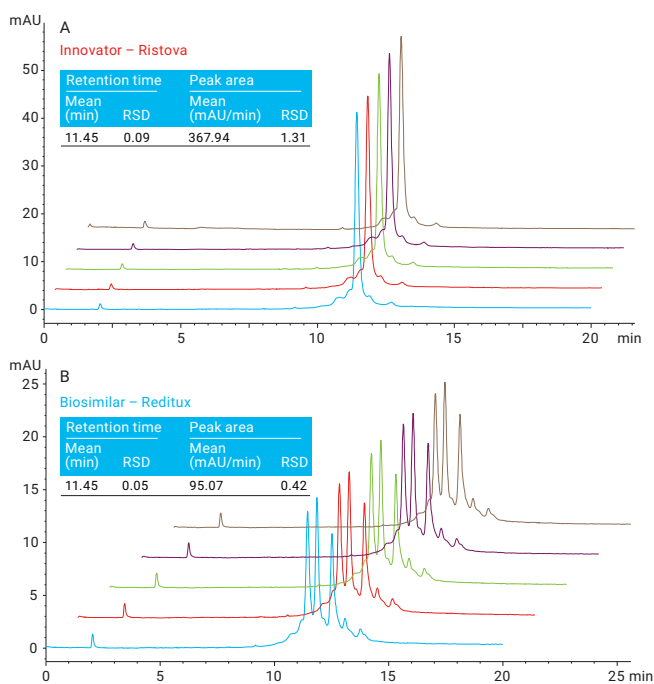 mAU
A
Innovator – Ristova
Retention time Peak area
Mean (min) RSD Mean (mAU/min) RSD
11.45 0.09 367.94 1.31
50
40
30
20
10
0
0 5 10 15 20 min
mAU
B
Biosimilar – Reditux
Retention time Peak area
Mean (min) RSD Mean (mAU/min) RSD
11.45 0.05 95.07 0.42
25
20
15
10
5
0
0 5 10 15 20 25 min